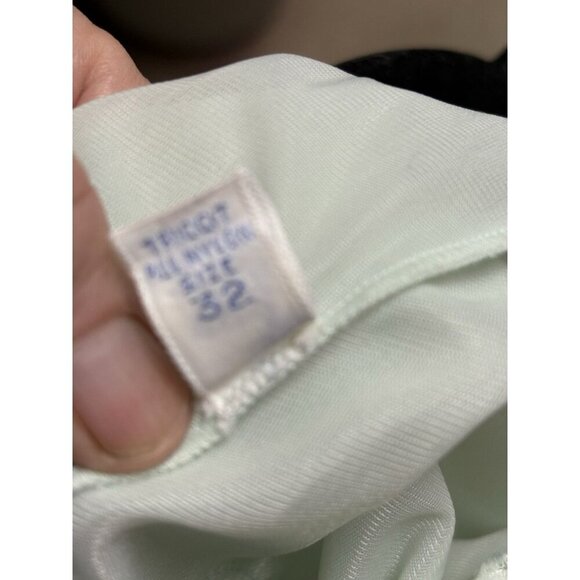 TRICOT
ALL NYLON
SIZE
32